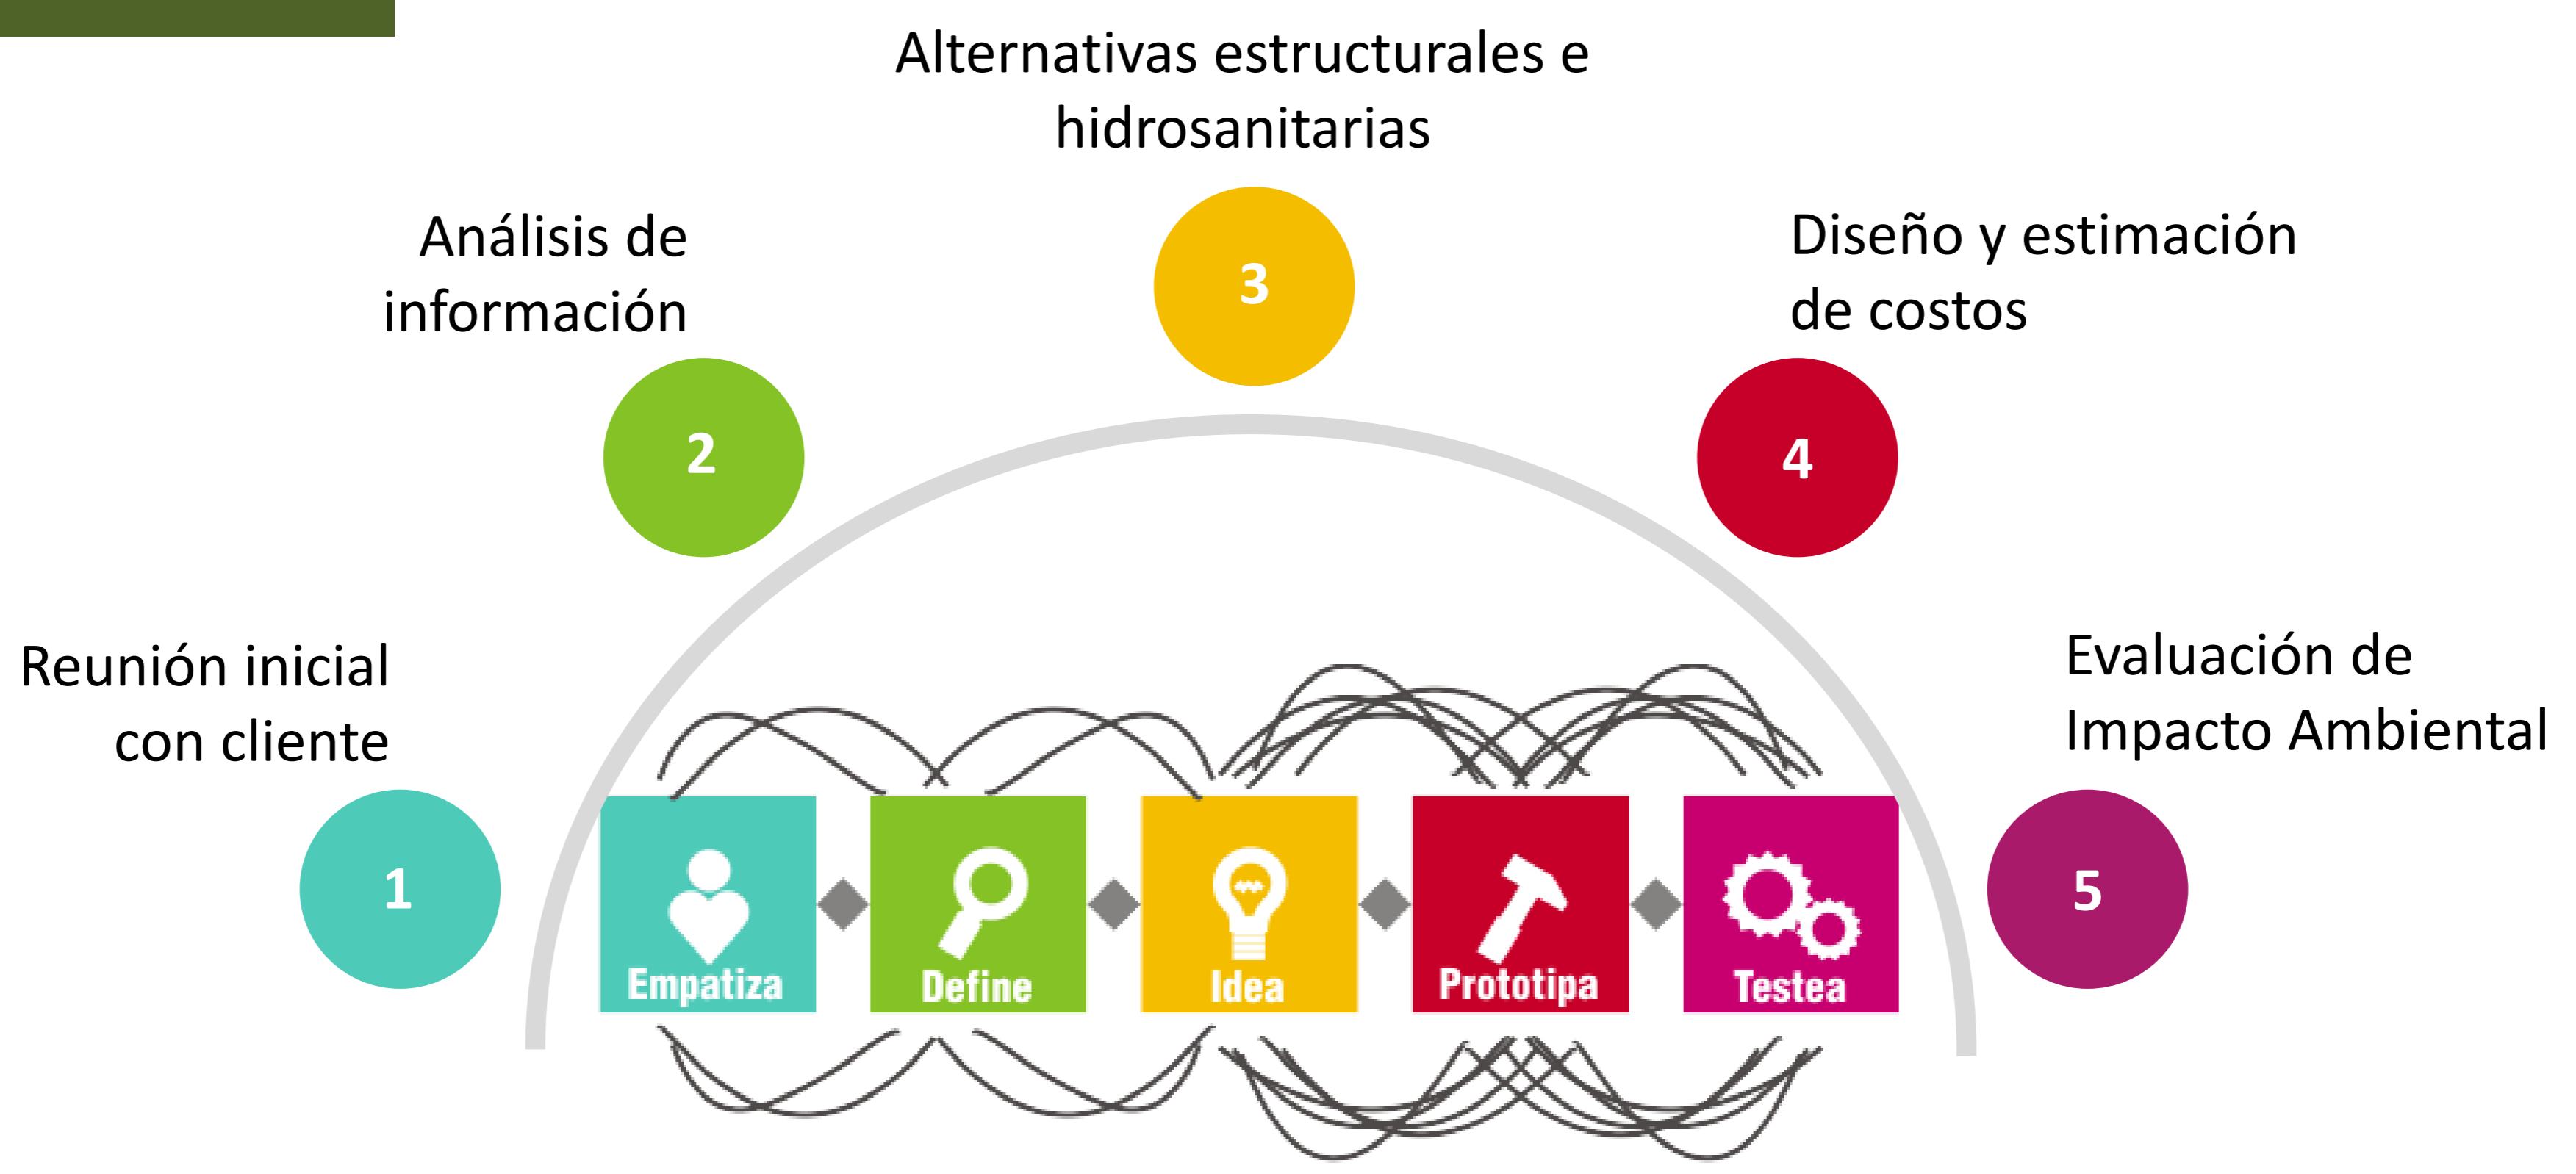 Reunión inicial
con cliente
1
Análisis de
información
2
Alternativas estructurales e
hidrosanitarias
3
Diseño y estimación
de costos
4
Evaluación de
Impacto Ambiental
5
Empatiza
Define
Idea
Prototipa
Testea